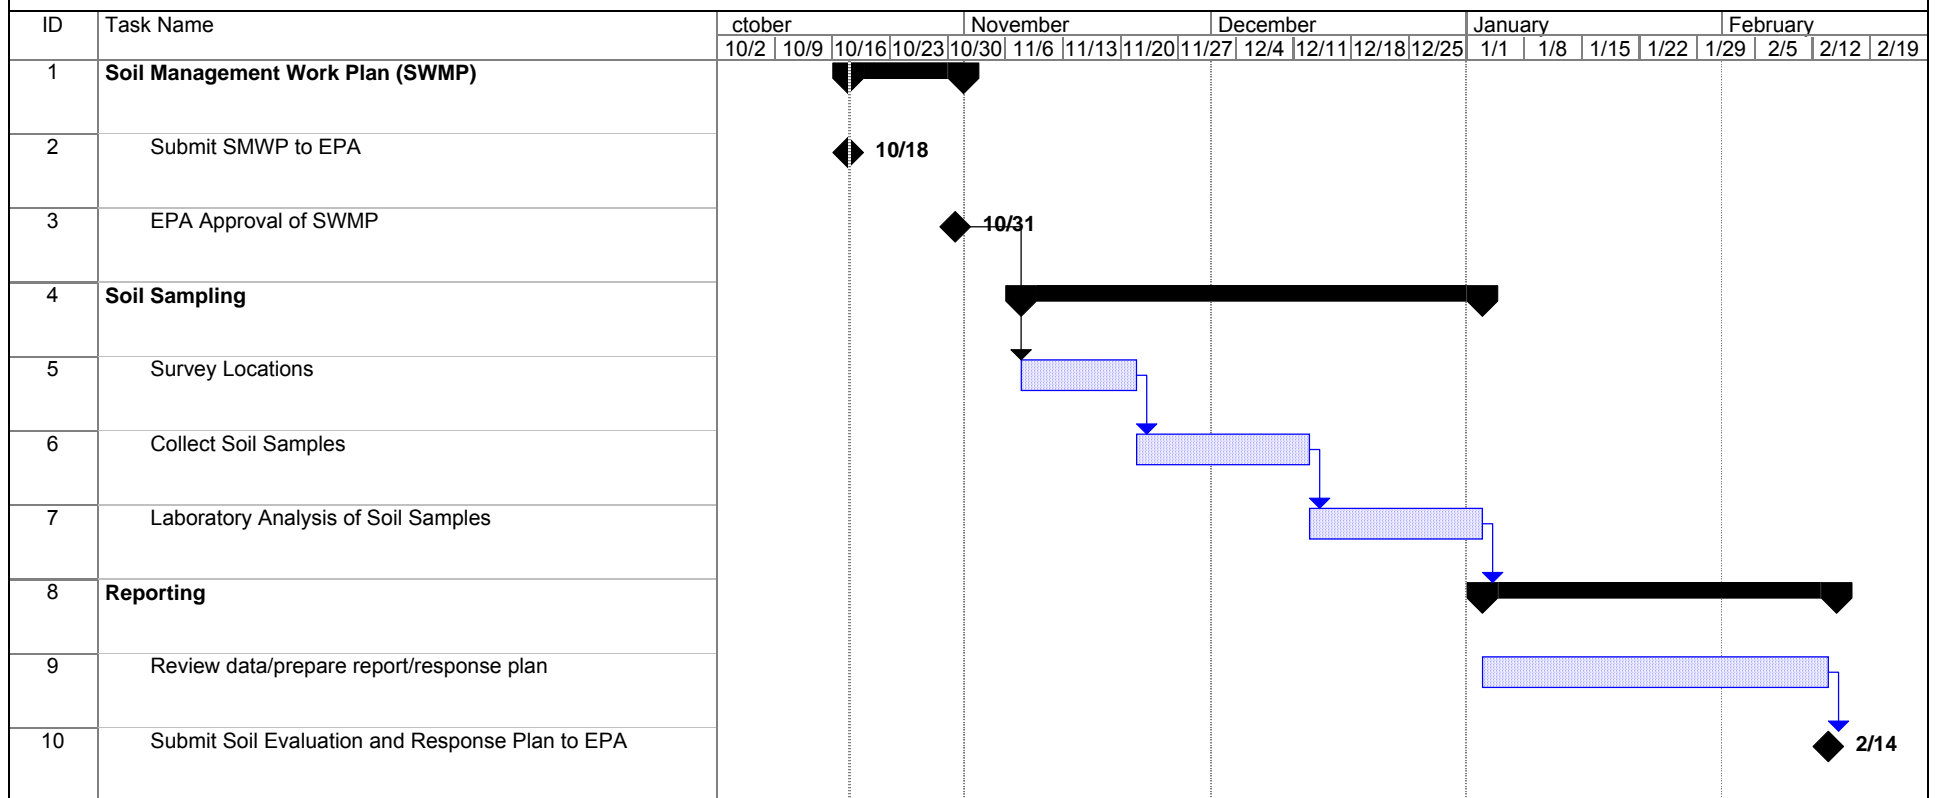 ID Task Name ctober November December January February
10/2 10/9 10/16 10/23 10/30 11/6 11/13 11/20 11/27 12/4 12/11 12/18 12/25 1/1 1/8 1/15 1/22 1/29 2/5 2/12 2/19
1 Soil Management Work Plan (SWMP)
2 Submit SMWP to EPA 10/18
3 EPA Approval of SWMP 10/31
4 Soil Sampling
5 Survey Locations
6 Collect Soil Samples
7 Laboratory Analysis of Soil Samples
8 Reporting
9 Review data/prepare report/response plan
10 Submit Soil Evaluation and Response Plan to EPA 2/14